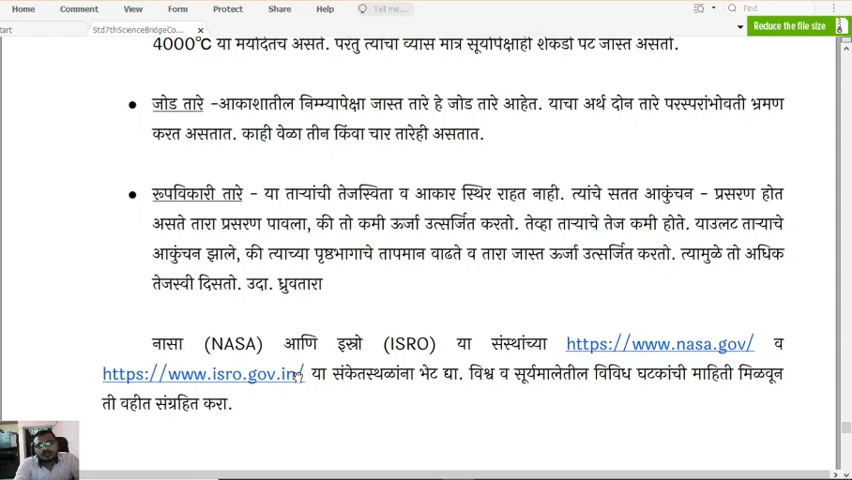 Home Comment View Form Protect Share Help Tell me... Find
tart Std7thScienceBridgeCo... × Reduce the file size
4000℃ या मर्यादेतच असते. परंतु त्यांचा व्यास मात्र सूर्यापेक्षाही शेकडो पट जास्त असतो.
● जोड तारे -आकाशातील निम्म्यापेक्षा जास्त तारे हे जोड तारे आहेत. याचा अर्थ दोन तारे परस्परांभोवती भ्रमण
करत असतात. काही वेळा तीन किंवा चार तारेही असतात.
● रूपविकारी तारे - या ताऱ्यांची तेजस्विता व आकार स्थिर राहत नाही. त्यांचे सतत आकुंचन - प्रसरण होत
असते तारा प्रसरण पावला, की तो कमी ऊर्जा उत्सर्जित करतो. तेव्हा ताऱ्याचे तेज कमी होते. याउलट ताऱ्याचे
आकुंचन झाले, की त्याच्या पृष्ठभागाचे तापमान वाढते व तारा जास्त ऊर्जा उत्सर्जित करतो. त्यामुळे तो अधिक
तेजस्वी दिसतो. उदा. ध्रुवतारा
नासा (NASA) आणि इस्रो (ISRO) या संस्थांच्या https://www.nasa.gov/ व
https://www.isro.gov.in/ या संकेतस्थळांना भेट द्या. विश्व व सूर्यमालेतील विविध घटकांची माहिती मिळवून
ती वहीत संग्रहित करा.